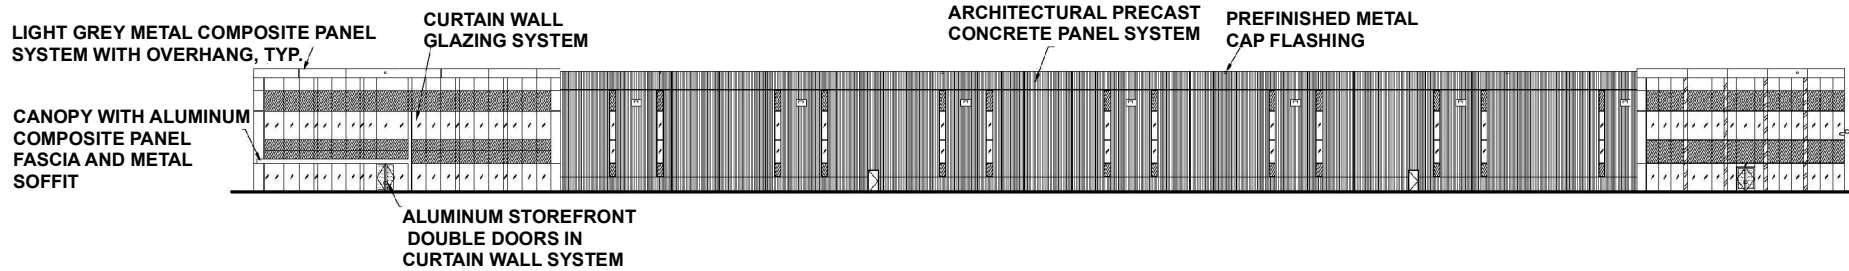 LIGHT GREY METAL COMPOSITE PANEL
SYSTEM WITH OVERHANG, TYP.
CURTAIN WALL
GLAZING SYSTEM
ARCHITECTURAL PRECAST
CONCRETE PANEL SYSTEM
PREFINISHED METAL
CAP FLASHING
CANOPY WITH ALUMINUM
COMPOSITE PANEL
FASCIA AND METAL
SOFFIT
ALUMINUM STOREFRONT
DOUBLE DOORS IN
CURTAIN WALL SYSTEM